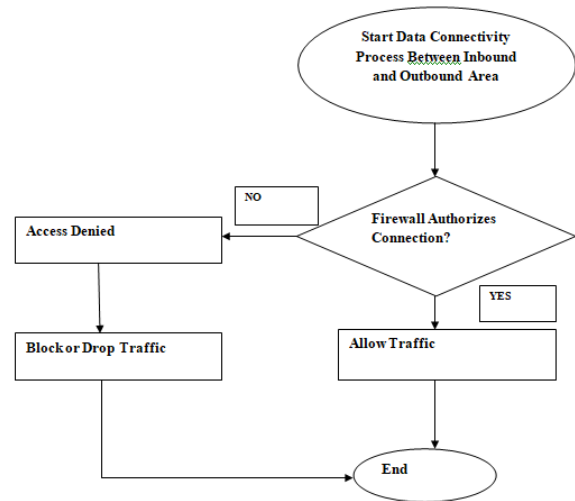 Start Data Connectivity
Process Between Inbound
and Outbound Area
NO
Firewall Authorizes
Connection?
Access Denied
YES
Block or Drop Traffic
Allow Traffic
End